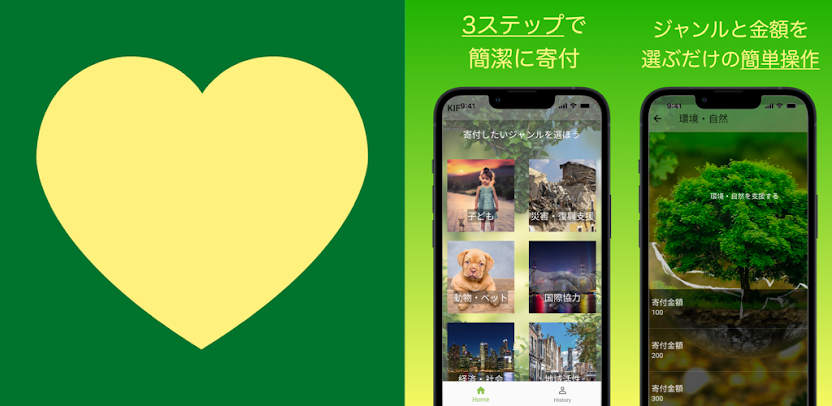 3ステップで
簡潔に寄付
KIF
9:41
寄付したいジャンルを選ぼう
子ども
災害・復興支援
動物・ペット
国際協力
経済・社会
地域活性
Home
History
ジャンルと金額を
選ぶだけの簡単操作
9:41
環境・自然
環境・自然を支援する
寄付金額
100
寄付金額
200
寄付金額
300